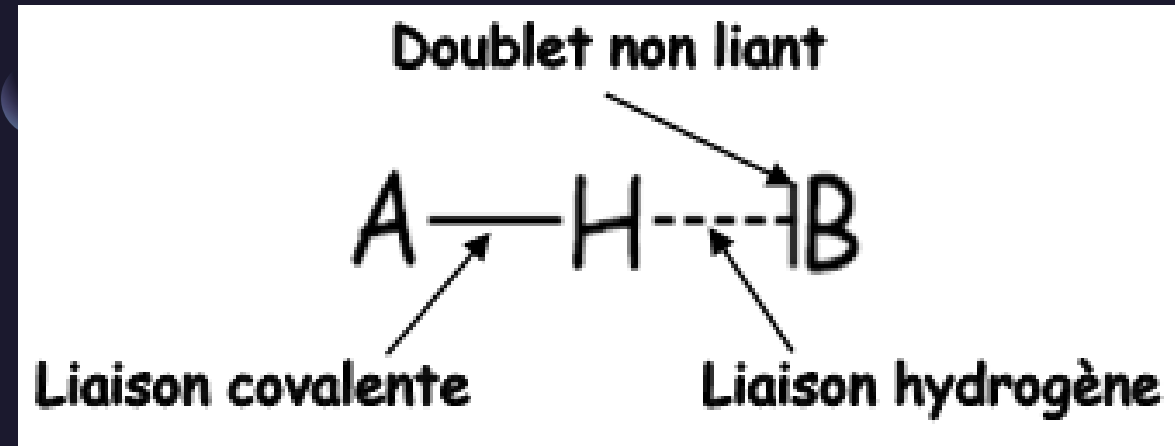 Doublet non liant
A H B
Liaison covalente
Liaison hydrogène